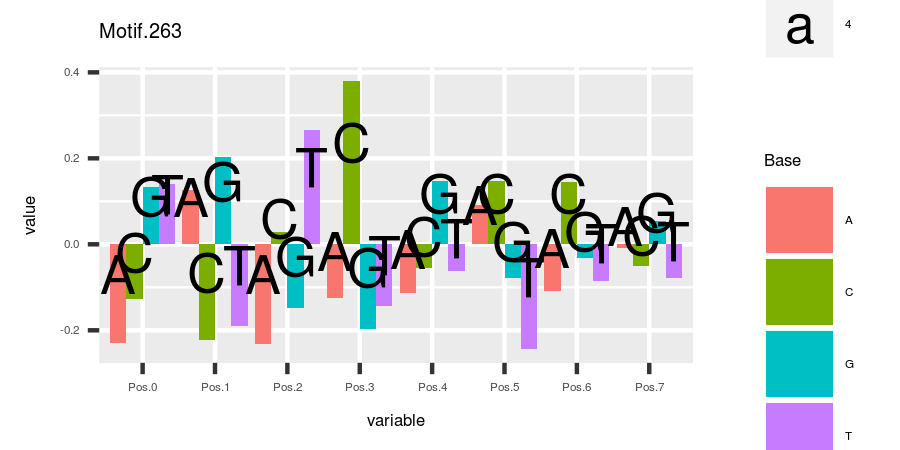 Motif.263
a 4
0.4
0.2
0.0
-0.2
value
A C G T A C G T A C G T A C G T A C G T A C G T A C G T A C G T
Pos.0 Pos.1 Pos.2 Pos.3 Pos.4 Pos.5 Pos.6 Pos.7
variable
Base
A
C
G
T